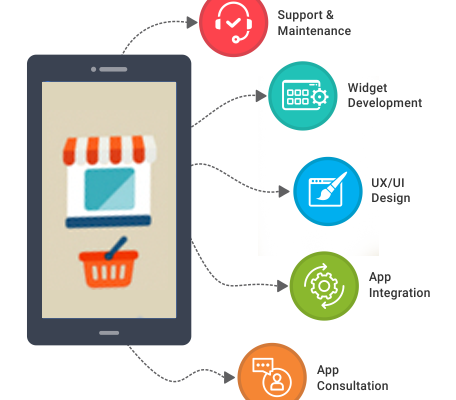 Support &
Maintenance
Widget
Development
UX/UI
Design
App
Integration
App
Consultation